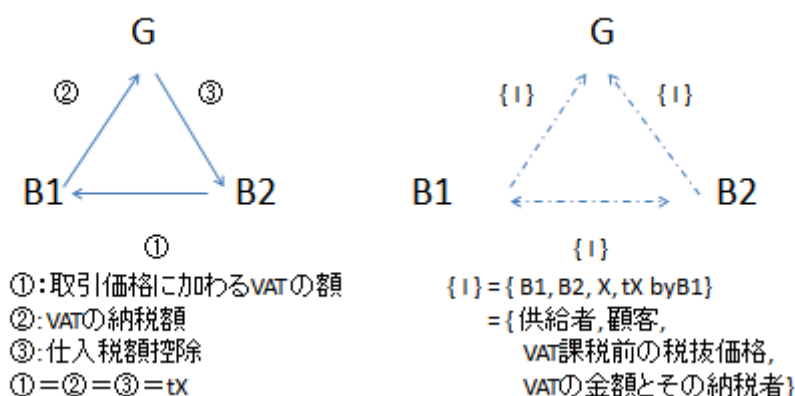 G
② ③
B1 B2
①
①:取引価格に加わるVATの額
②:VATの納税額
③:仕入税額控除
①=②=③=tX
G
{ I } { I }
B1 B2
{ I }
{ I } = { B1, B2, X, tX byB1}
= { 供給者, 顧客,
VAT課税前の税抜価格,
VATの金額とその納税者}